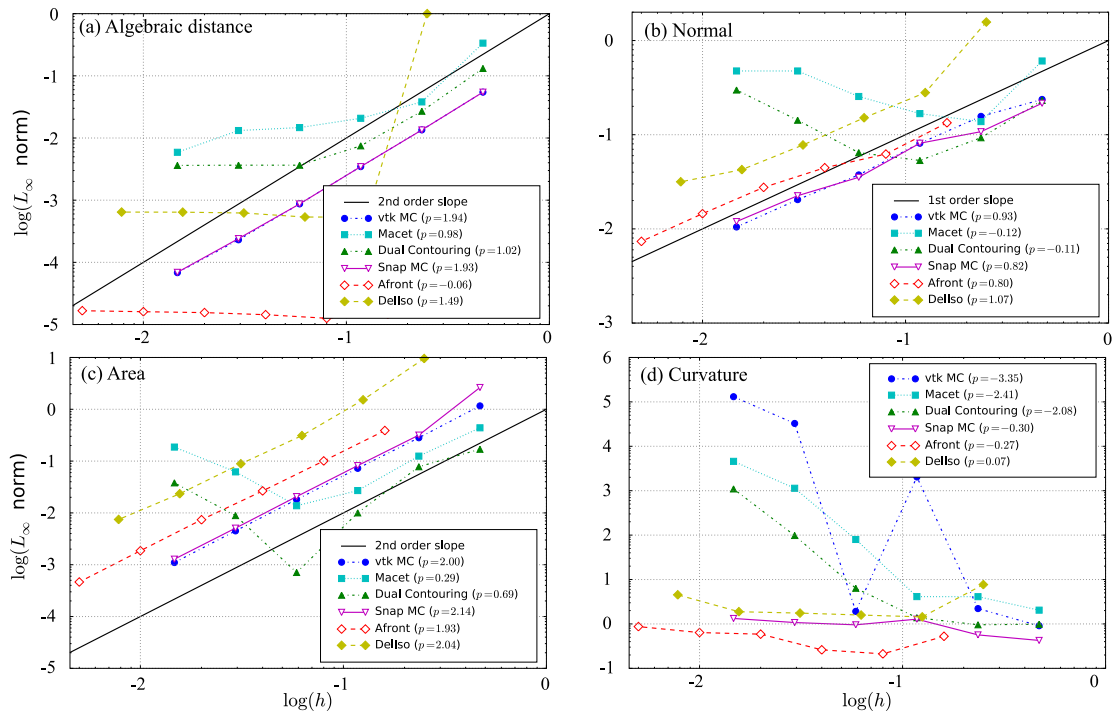 (a) Algebraic distance
0
-1
-2
-3
-4
-5
log(L∞ norm)
-2
-1
0
2nd order slope
vtk MC (p=1.94)
Macet (p=0.98)
Dual Contouring (p=1.02)
Snap MC (p=1.93)
Afront (p=−0.06)
DelIso (p=1.49)
(b) Normal
0
-1
-2
-3
-2
-1
0
1st order slope
vtk MC (p=0.93)
Macet (p=−0.12)
Dual Contouring (p=−0.11)
Snap MC (p=0.82)
Afront (p=0.80)
DelIso (p=1.07)
(c) Area
1
0
-1
-2
-3
-4
-5
log(L∞ norm)
-2
-1
0
log(h)
2nd order slope
vtk MC (p=2.00)
Macet (p=0.29)
Dual Contouring (p=0.69)
Snap MC (p=2.14)
Afront (p=1.93)
DelIso (p=2.04)
(d) Curvature
6
5
4
3
2
1
0
-1
-2
-1
0
log(h)
vtk MC (p=−3.35)
Macet (p=−2.41)
Dual Contouring (p=−2.08)
Snap MC (p=−0.30)
Afront (p=−0.27)
DelIso (p=0.07)